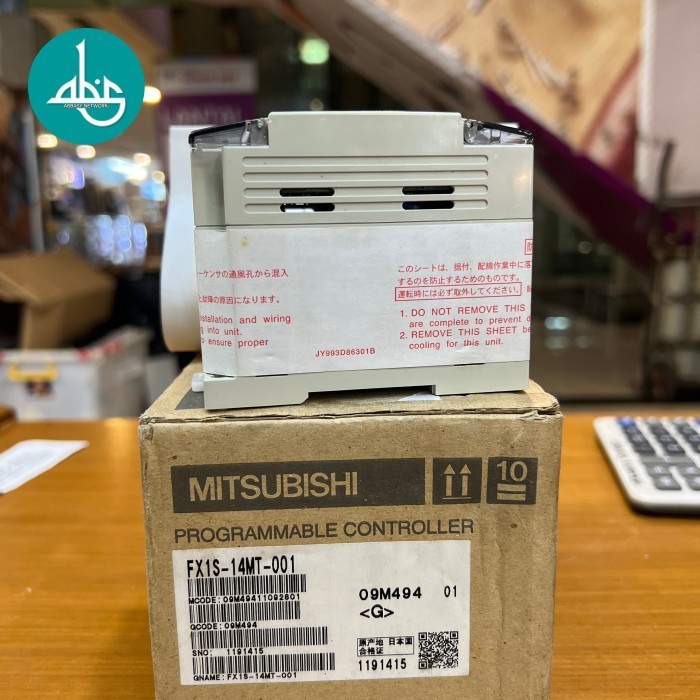 ABBASY NETWORK
ーケンサの通風孔から混入
故障の原因になります。
nstallation and wiring
g into unit.
o ensure proper
JY993D86301B
このシートは、据付、配線作業中に
するのを防止するためのものです。
運転時には必ず取外してください。
1. DO NOT REMOVE THIS
are complete to prevent
2. REMOVE THIS SHEET be
cooling for this unit.
MITSUBISHI
10
PROGRAMMABLE CONTROLLER
FX1S-14MT-001
MCODE: 09M49411092801
GCODE: 09M494
SNO: 1191415
GNAME: FX1S-14MT-001
09M494 01
<G>
原産地 日本国
合格証
1191415